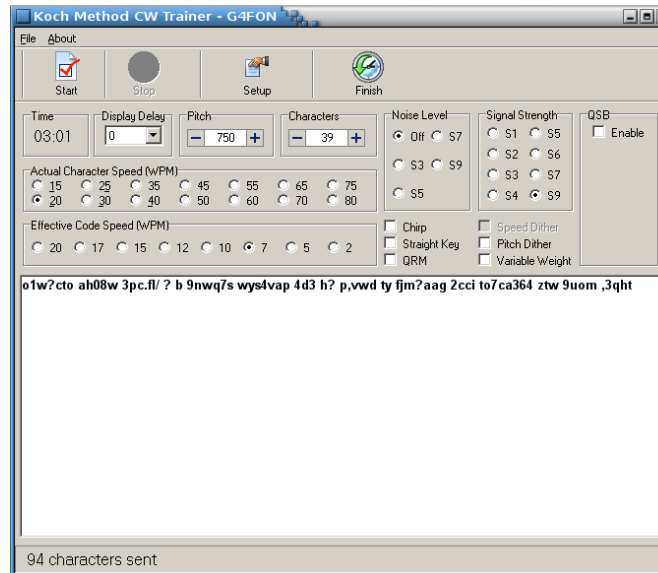 Koch Method CW Trainer - G4FON
File About
Start Stop Setup Finish
Time Display Delay Pitch Characters Noise Level Signal Strength QSB
03:01 0 750 39 Off S7 S1 S5 Enable
S3 S9 S2 S6
S3 S7
S5 S4 S9
Actual Character Speed (WPM)
15 25 35 45 55 65 75
20 30 40 50 60 70 80
Effective Code Speed (WPM)
20 17 15 12 10 7 5 2
Chirp Speed Dither
Straight Key Pitch Dither
QRM Variable Weight
o1w?cto ah08w 3pc.fl/ ? b 9nwq7s wys4vap 4d3 h? p,vwd ty fjm?aag 2cci to7ca364 ztw 9uom ,3qht
94 characters sent